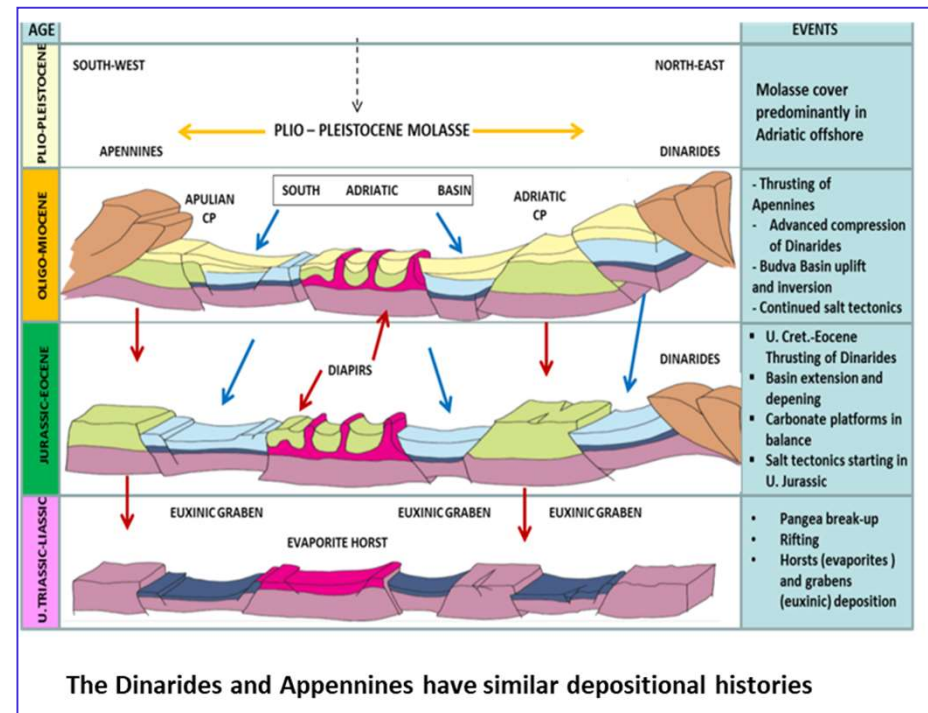 AGE
EVENTS
PLIO-PLEISTOCENE
SOUTH-WEST
NORTH-EAST
PLIO – PLEISTOCENE MOLASSE
APENNINES
DINARIDES
Molasse cover
predominantly in
Adriatic offshore
OLIGO-MIOCENE
APULIAN
CP
SOUTH ADRIATIC BASIN
ADRIATIC
CP
- Thrusting of
Apennines
- Advanced compression
of Dinarides
- Budva Basin uplift
and inversion
- Continued salt tectonics
JURASSIC-EOCENE
DIAPIRS
DINARIDES
▪ U. Cret.-Eocene
Thrusting of Dinarides
▪ Basin extension and
depening
▪ Carbonate platforms in
balance
▪ Salt tectonics starting in
U. Jurassic
U. TRIASSIC-LIASSIC
EUXINIC GRABEN
EUXINIC GRABEN
EUXINIC GRABEN
EVAPORITE HORST
• Pangea break-up
• Rifting
• Horsts (evaporites )
and grabens
(euxinic) deposition
The Dinarides and Appennines have similar depositional histories